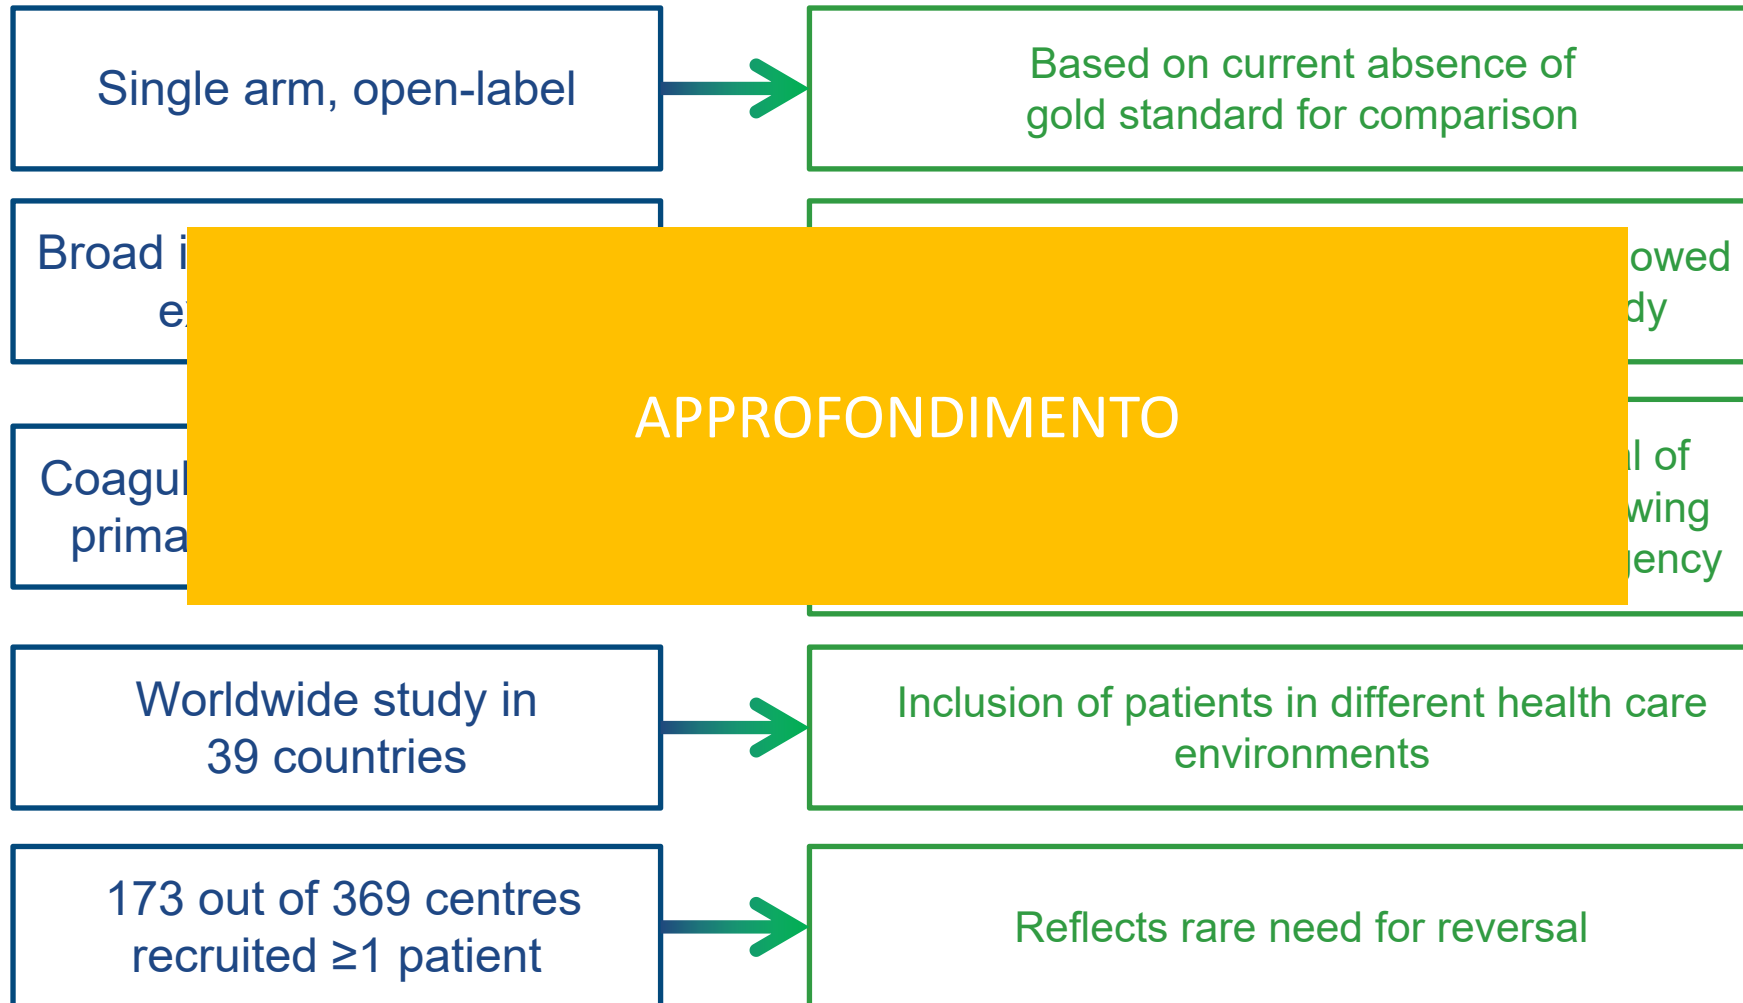 Single arm, open-label
Based on current absence of
gold standard for comparison
Broad
owed
dy
APPROFONDIMENTO
Coagul
prima
l of
wing
gency
Worldwide study in
39 countries
Inclusion of patients in different health care
environments
173 out of 369 centres
recruited ≥1 patient
Reflects rare need for reversal